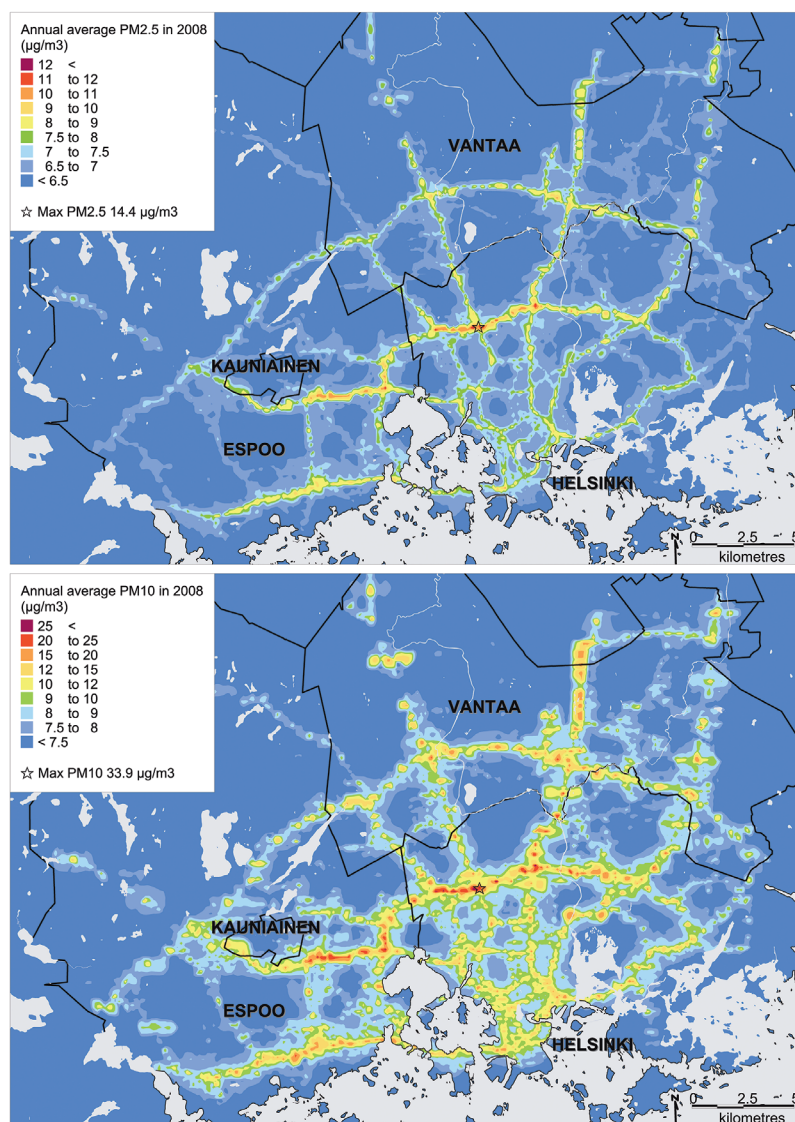 Annual average PM2.5 in 2008
(µg/m3)
12 <
11 to 12
10 to 11
9 to 10
8 to 9
7.5 to 8
7 to 7.5
6.5 to 7
< 6.5
☆ Max PM2.5 14.4 µg/m3
VANTAA
KAUNIAINEN
ESPOO
HELSINKI
N
0 2.5 5
kilometres
Annual average PM10 in 2008
(µg/m3)
25 <
20 to 25
15 to 20
12 to 15
10 to 12
9 to 10
8 to 9
7.5 to 8
< 7.5
☆ Max PM10 33.9 µg/m3
VANTAA
KAUNIAINEN
ESPOO
HELSINKI
N
0 2.5 5
kilometres